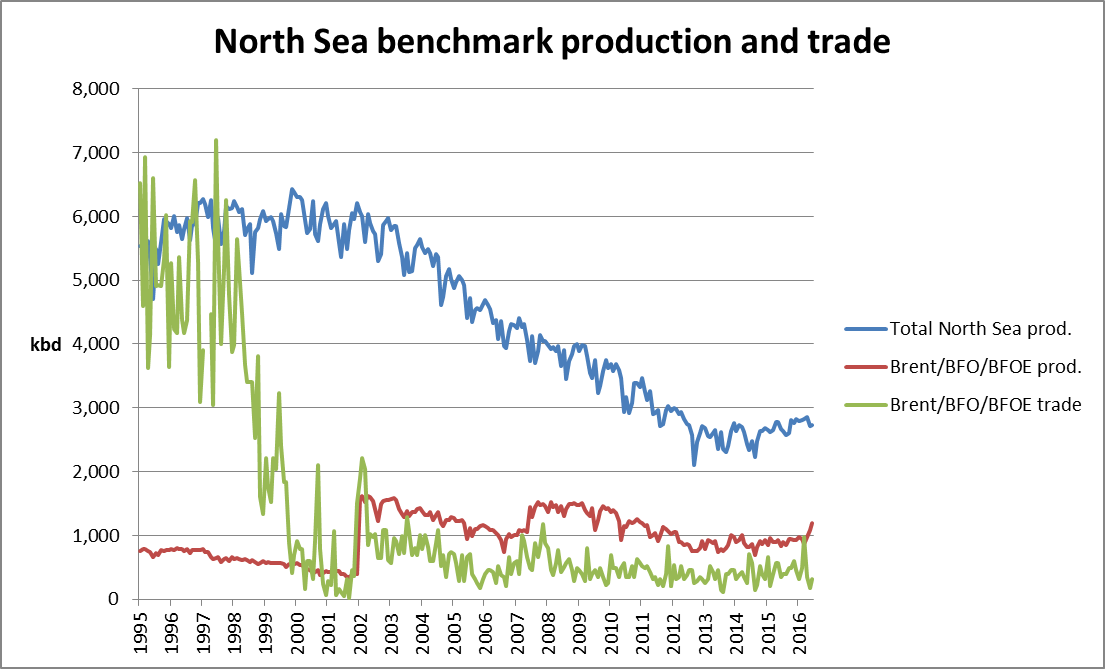 North Sea benchmark production and trade
8,000
7,000
6,000
5,000
4,000
3,000
2,000
1,000
0
kbd
1995 1996 1997 1998 1999 2000 2001 2002 2003 2004 2005 2006 2007 2008 2009 2010 2011 2012 2013 2014 2015 2016
Total North Sea prod.
Brent/BFO/BFOE prod.
Brent/BFO/BFOE trade